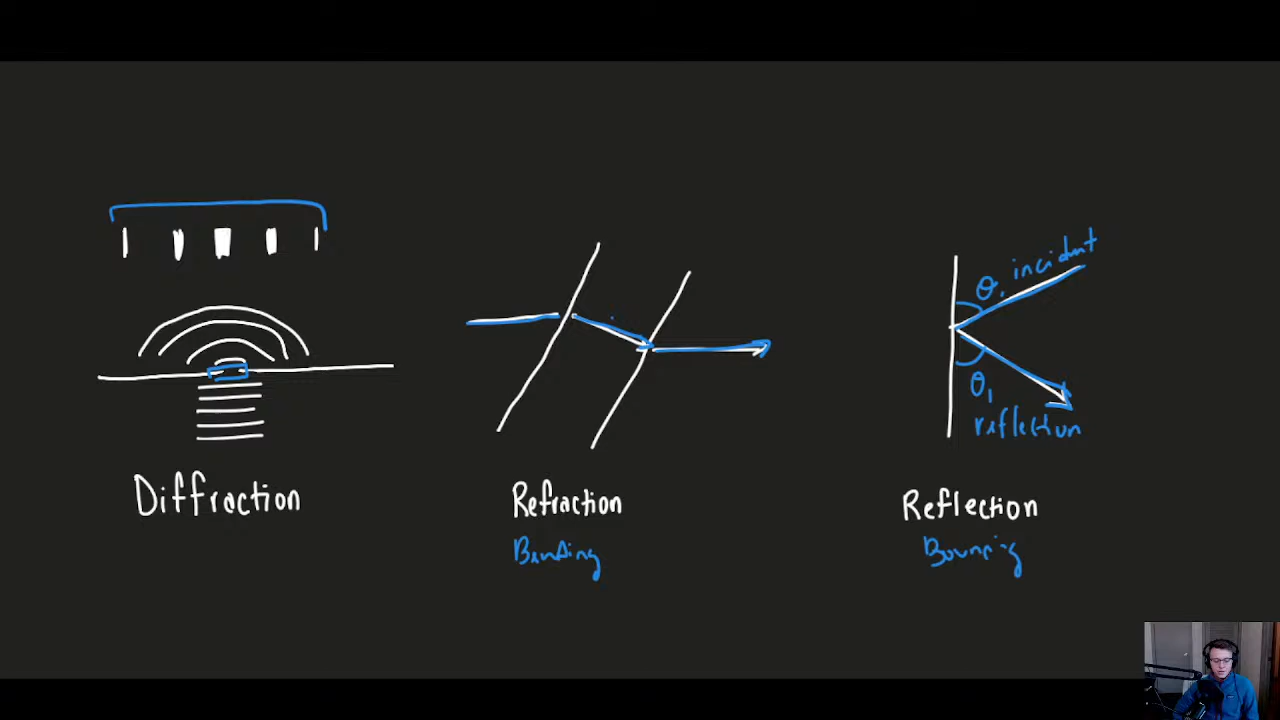 Diffraction
Refraction
Bending
θ, incident
θ,
reflection
Reflection
Bouncing